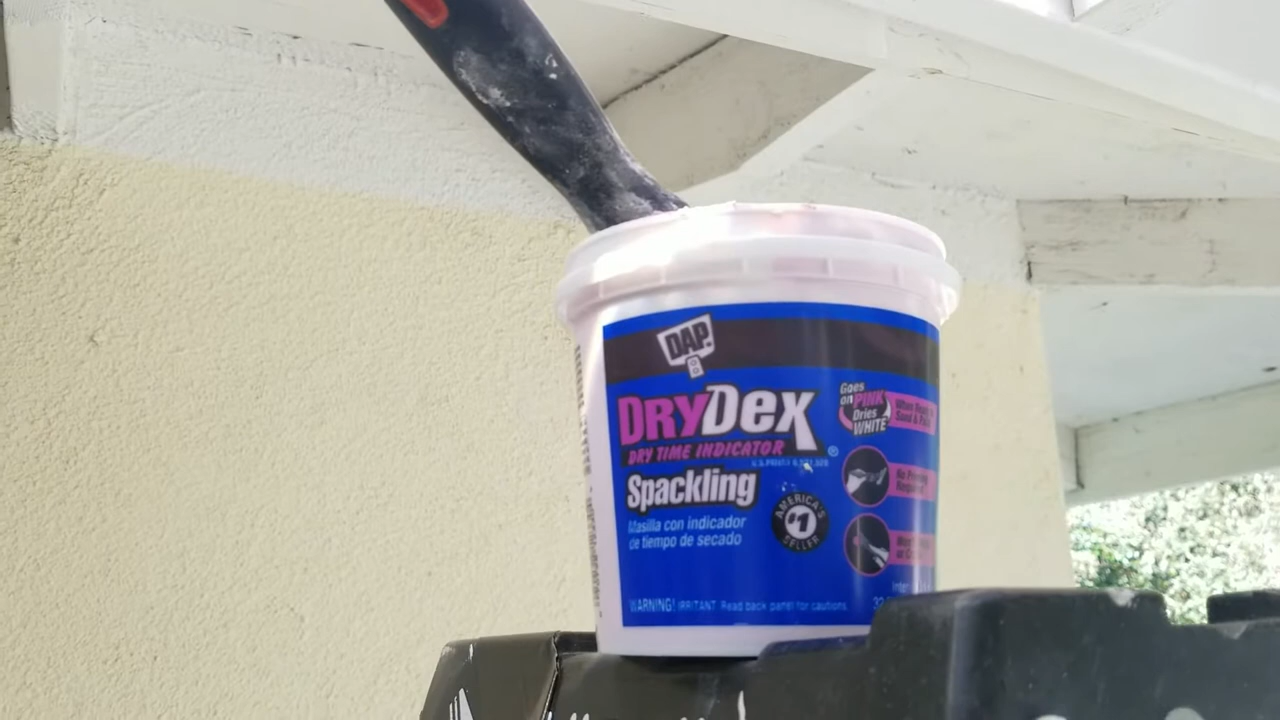 DAP.
DRYDex
DRY TIME INDICATOR
®
Spackling
Masilla con indicador
de tiempo de secado
AMERICA'S
#1
SELLER
Goes
on PINK
Dries
WHITE
WARNING! IRRITANT Read back panel for cautions